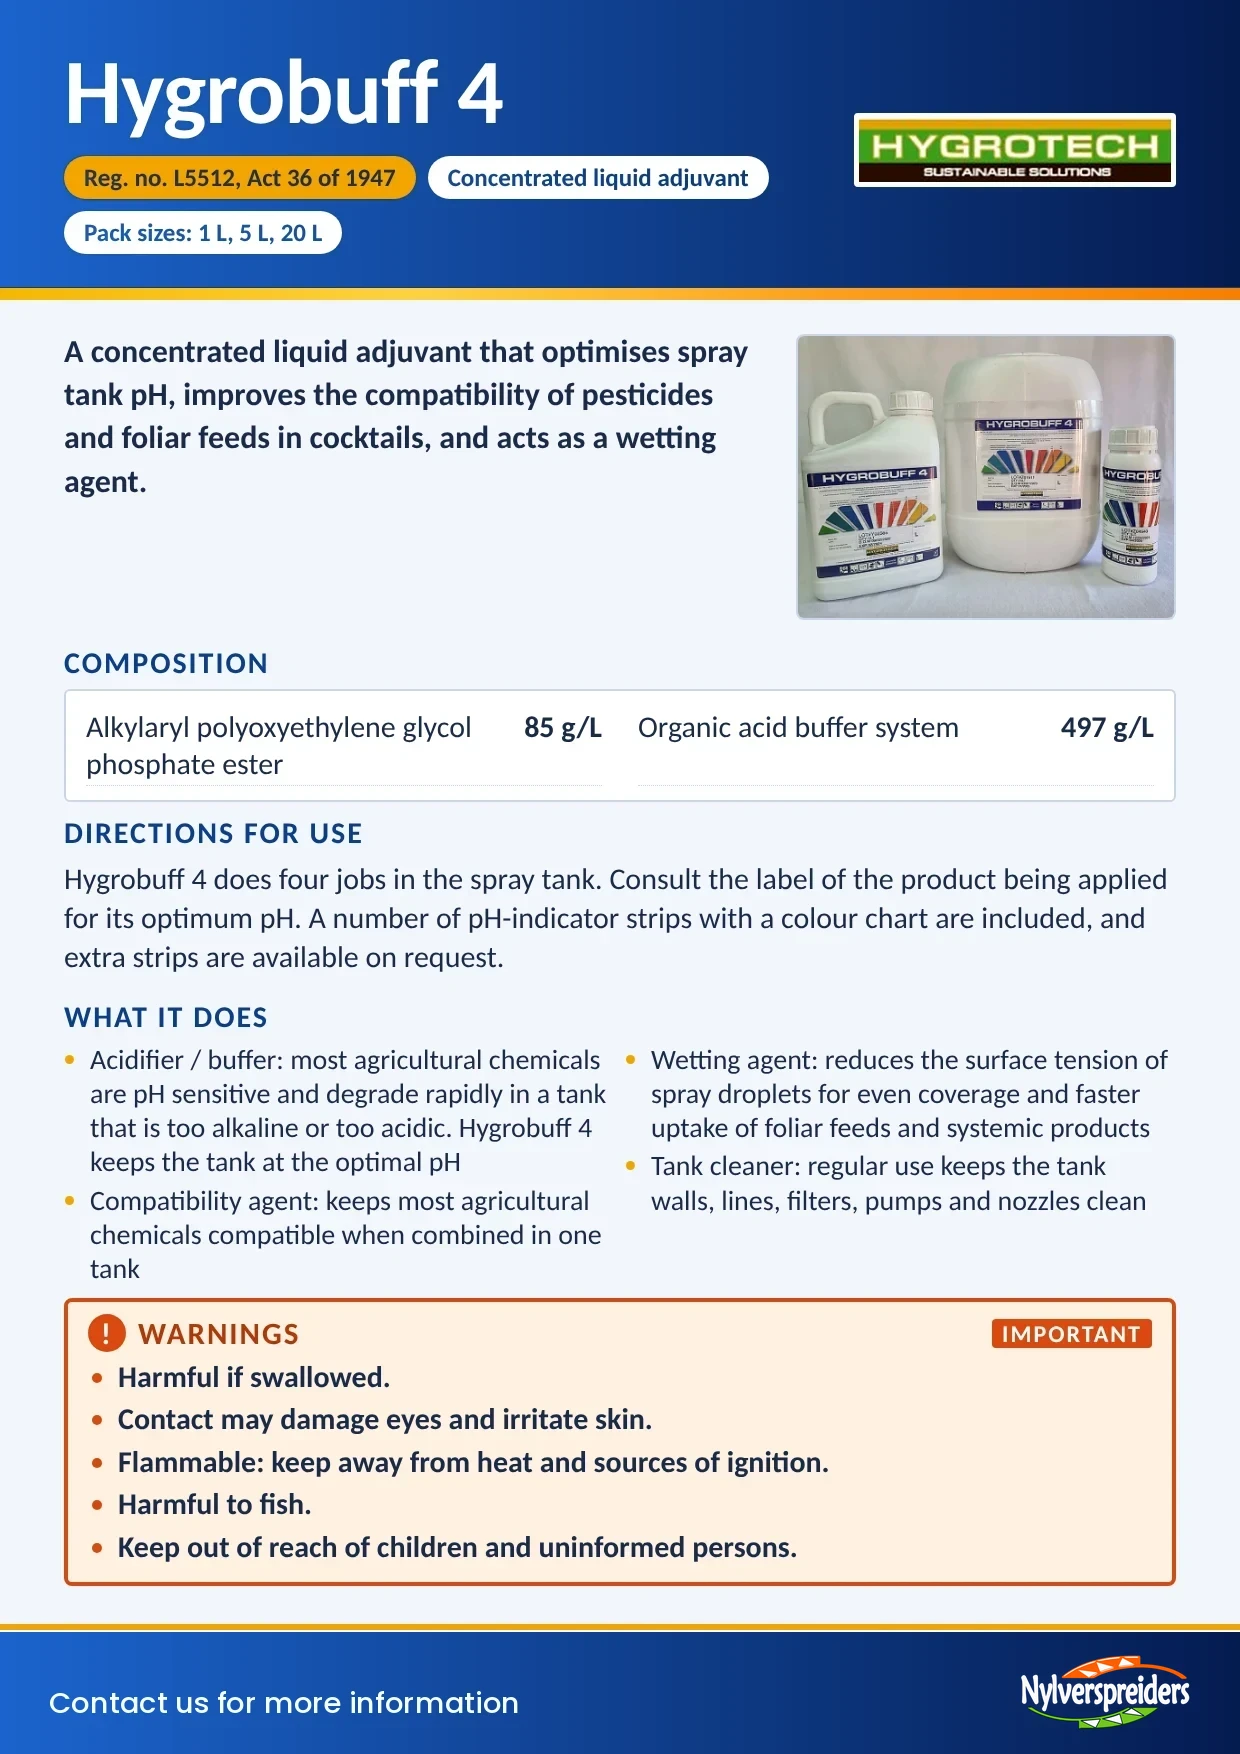 Hygrobuff 4
Reg. no. L5512, Act 36 of 1947
Concentrated liquid adjuvant
Pack sizes: 1 L, 5 L, 20 L
HYGROTECH
SUSTAINABLE SOLUTIONS
A concentrated liquid adjuvant that optimises spray
tank pH, improves the compatibility of pesticides
and foliar feeds in cocktails, and acts as a wetting
agent.
HYGROBUFF 4
HYGROBUFF 4
HYGROBU
COMPOSITION
Alkylaryl polyoxyethylene glycol
phosphate ester
85 g/L
Organic acid buffer system
497 g/L
DIRECTIONS FOR USE
Hygrobuff 4 does four jobs in the spray tank. Consult the label of the product being applied
for its optimum pH. A number of pH-indicator strips with a colour chart are included, and
extra strips are available on request.
WHAT IT DOES
• Acidifier / buffer: most agricultural chemicals
are pH sensitive and degrade rapidly in a tank
that is too alkaline or too acidic. Hygrobuff 4
keeps the tank at the optimal pH
• Compatibility agent: keeps most agricultural
chemicals compatible when combined in one
tank
• Wetting agent: reduces the surface tension of
spray droplets for even coverage and faster
uptake of foliar feeds and systemic products
• Tank cleaner: regular use keeps the tank
walls, lines, filters, pumps and nozzles clean
! WARNINGS
IMPORTANT
• Harmful if swallowed.
• Contact may damage eyes and irritate skin.
• Flammable: keep away from heat and sources of ignition.
• Harmful to fish.
• Keep out of reach of children and uninformed persons.
Contact us for more information
Nylverspreiders